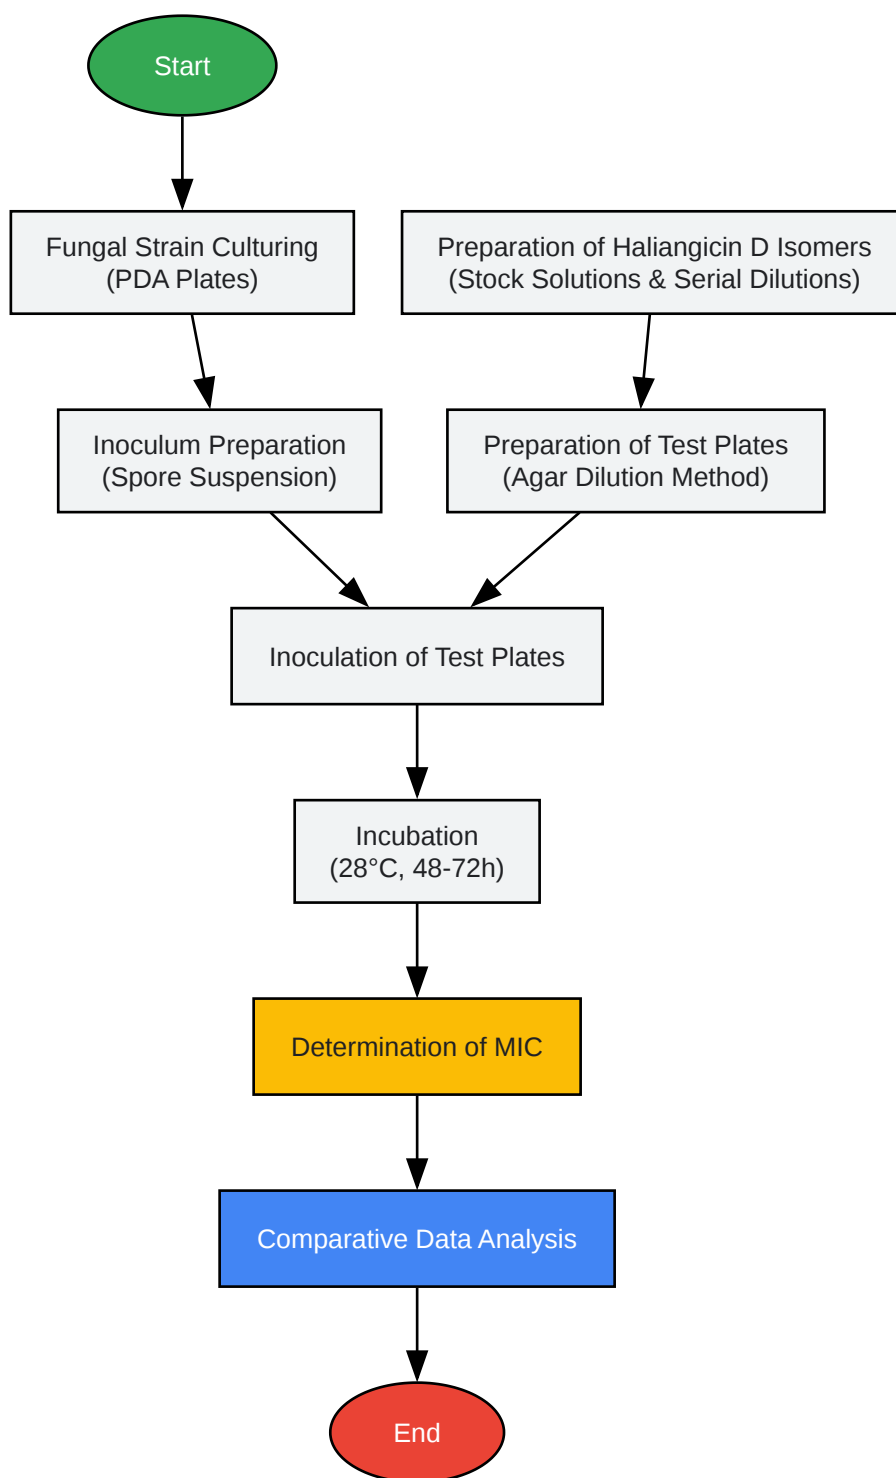 Start
Fungal Strain Culturing
(PDA Plates)
Preparation of Haliangicin D Isomers
(Stock Solutions & Serial Dilutions)
Inoculum Preparation
(Spore Suspension)
Preparation of Test Plates
(Agar Dilution Method)
Inoculation of Test Plates
Incubation
(28°C, 48-72h)
Determination of MIC
Comparative Data Analysis
End